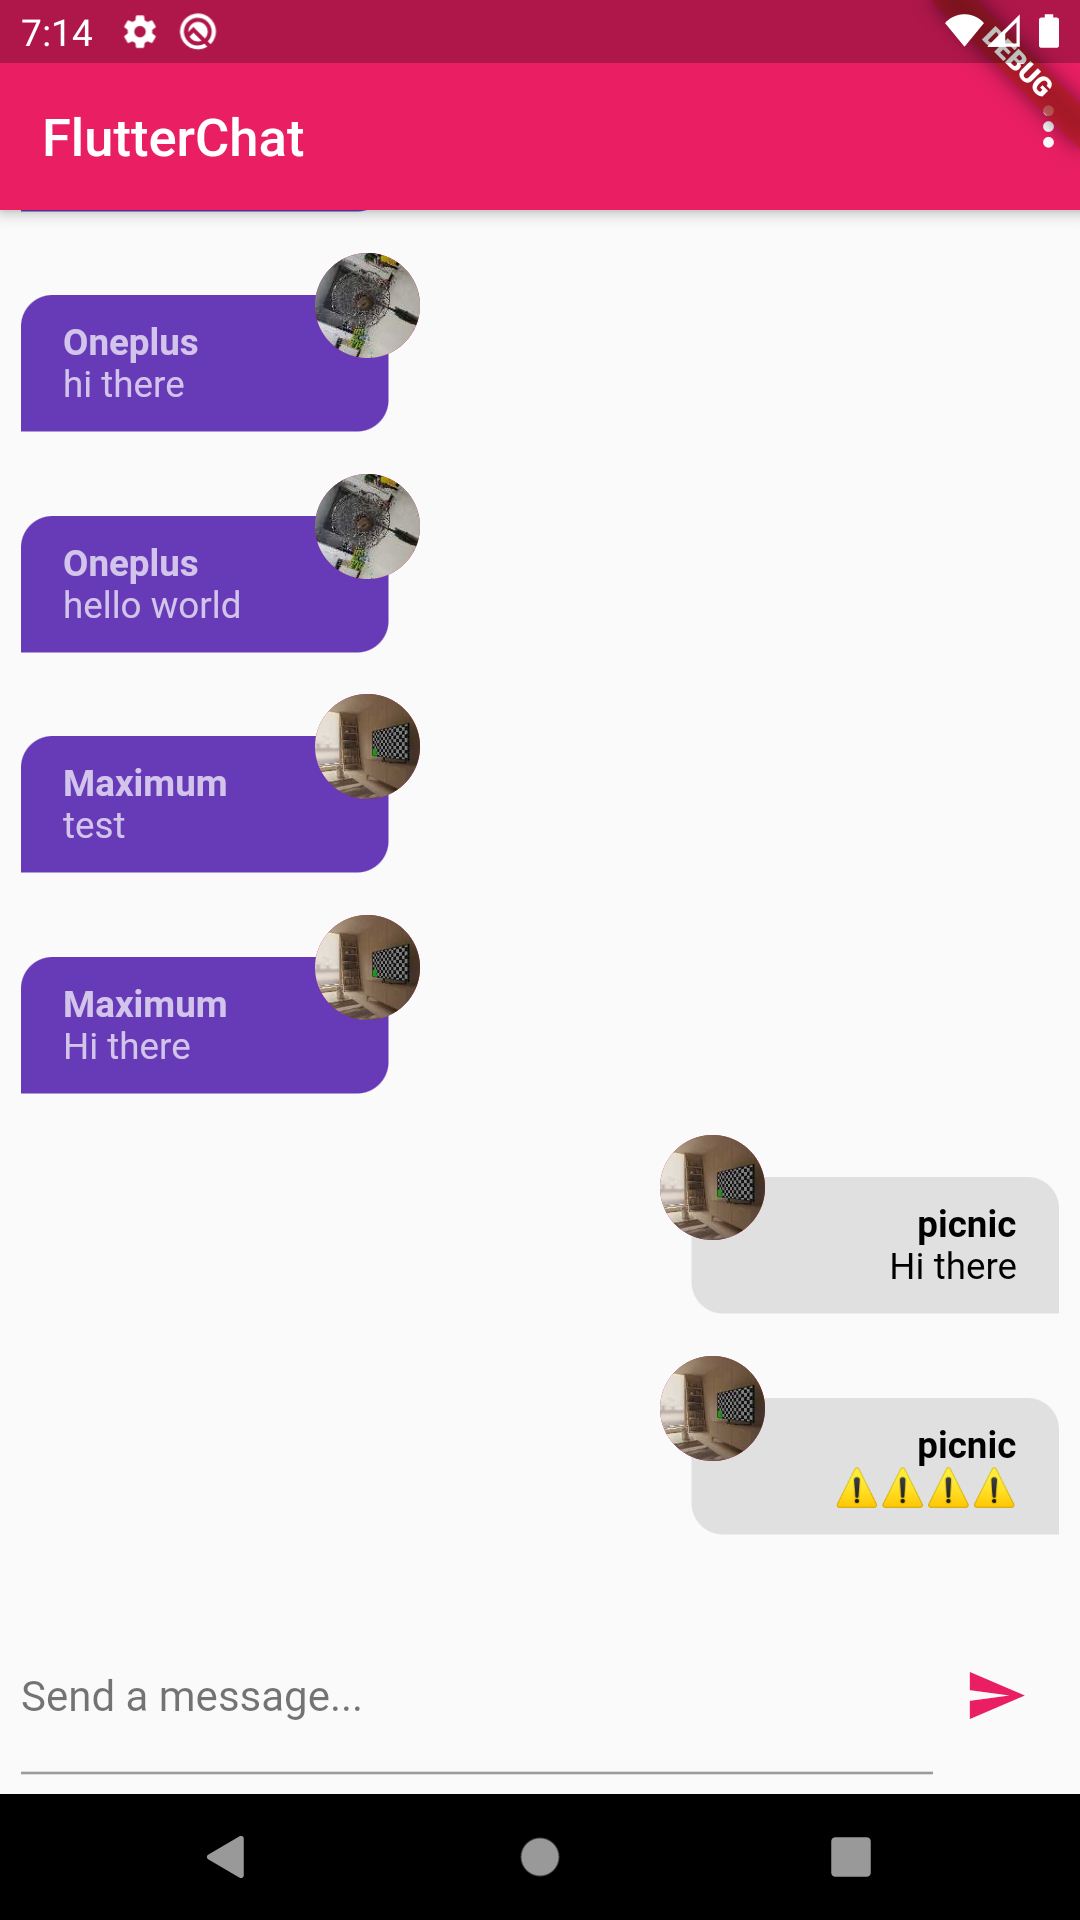 7:14
DEBUG
FlutterChat
Oneplus
hi there
Oneplus
hello world
Maximum
test
Maximum
Hi there
picnic
Hi there
picnic
⚠️⚠️⚠️⚠️
Send a message...